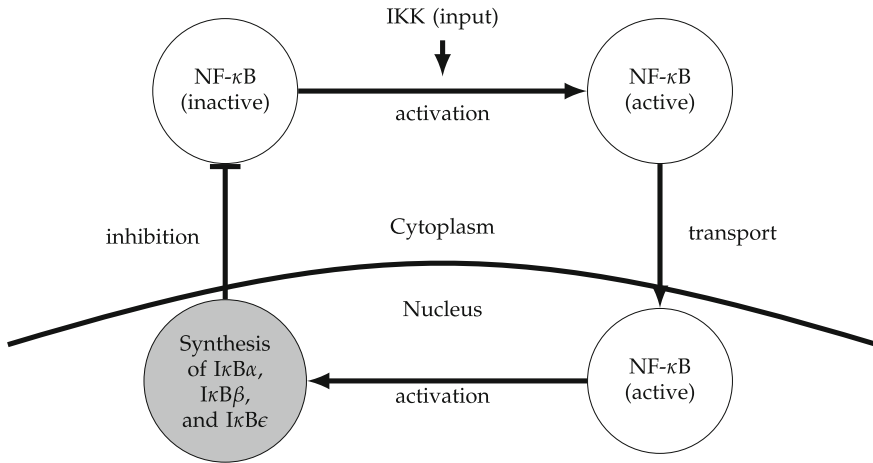 IKK (input)
NF-κB
(inactive)
NF-κB
(active)
activation
inhibition
Cytoplasm
transport
Nucleus
Synthesis
of IκBα,
IκBβ,
and IκBϵ
NF-κB
(active)
activation